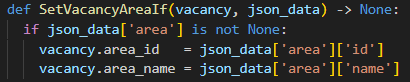 def SetVacancyAreaIf(vacancy, json_data) -> None:
  if json_data['area'] is not None:
    vacancy.area_id   = json_data['area']['id']
    vacancy.area_name = json_data['area']['name']